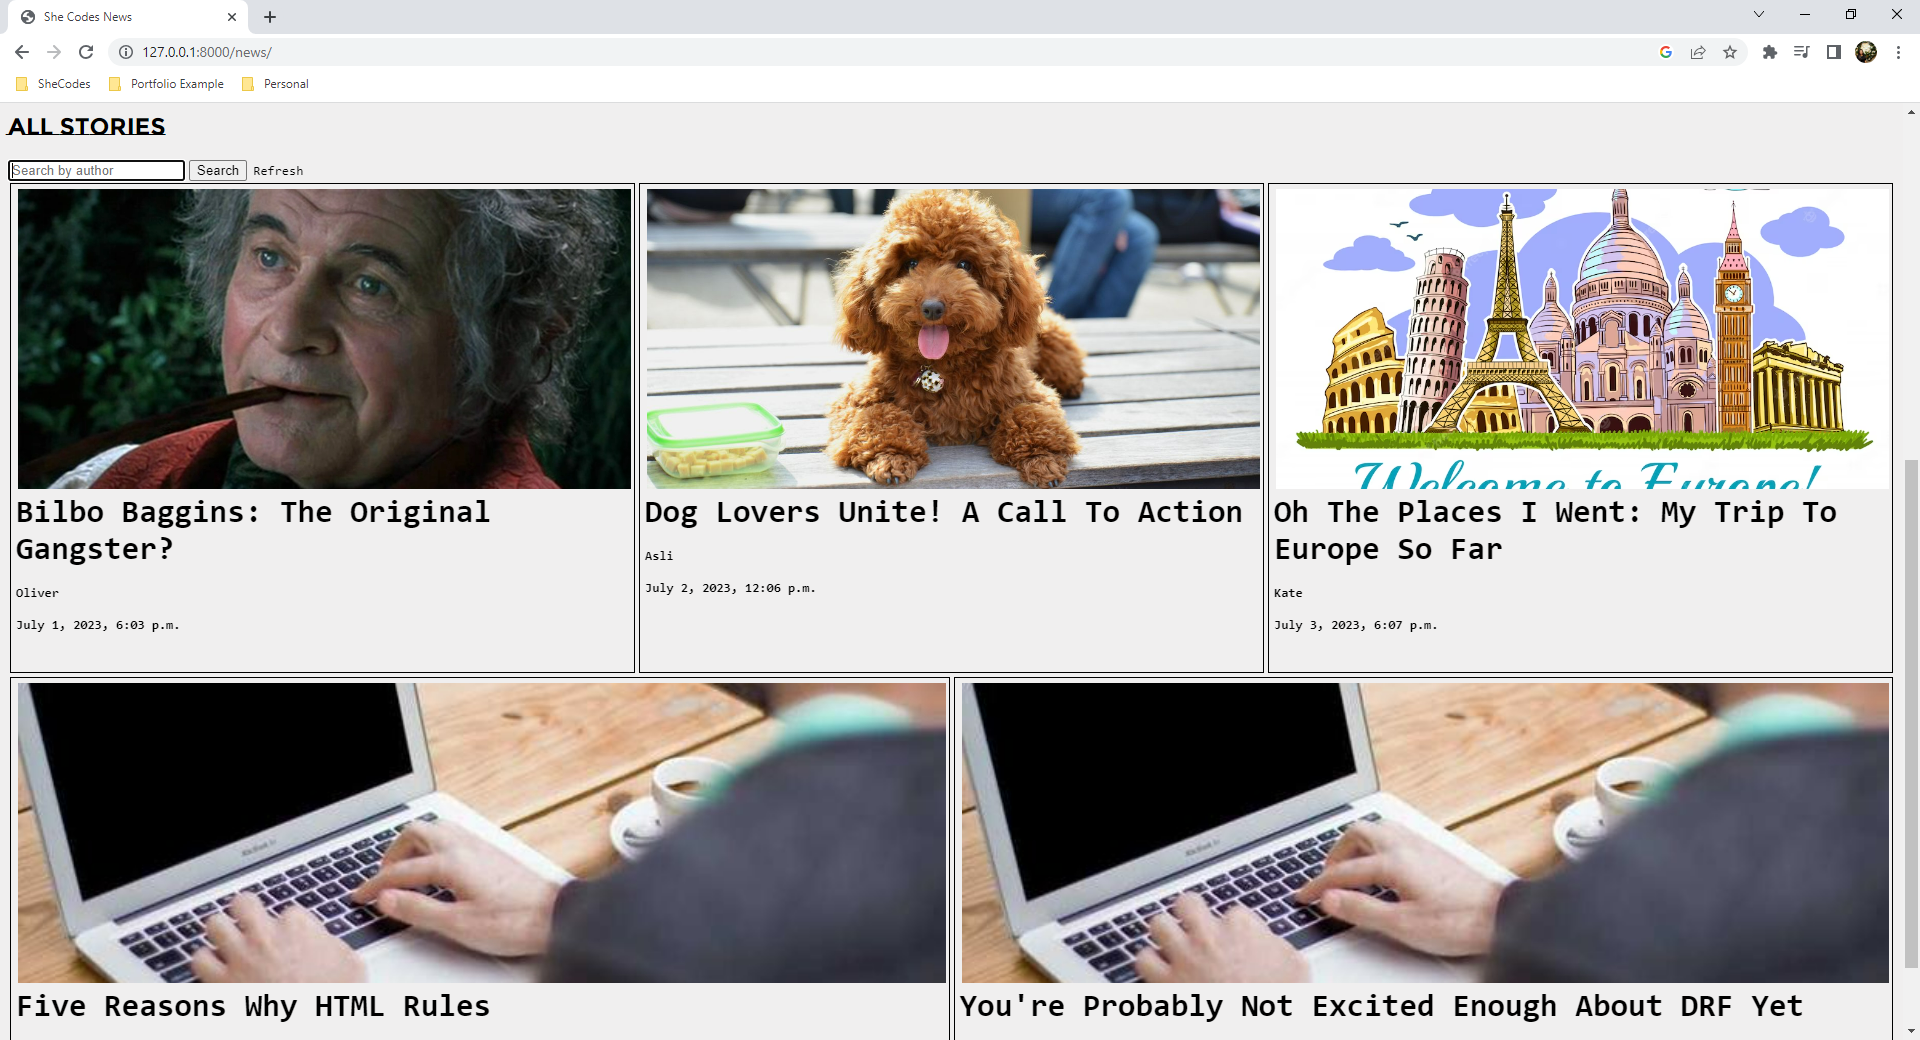 She Codes News
127.0.0.1:8000/news/
SheCodes
Portfolio Example
Personal
ALL STORIES
Search by author
Search
Refresh
Welcome to Europe!
Bilbo Baggins: The Original
Gangster?
Oliver
July 1, 2023, 6:03 p.m.
Dog Lovers Unite! A Call To Action
Asli
July 2, 2023, 12:06 p.m.
Oh The Places I Went: My Trip To
Europe So Far
Kate
July 3, 2023, 6:07 p.m.
Five Reasons Why HTML Rules
You're Probably Not Excited Enough About DRF Yet